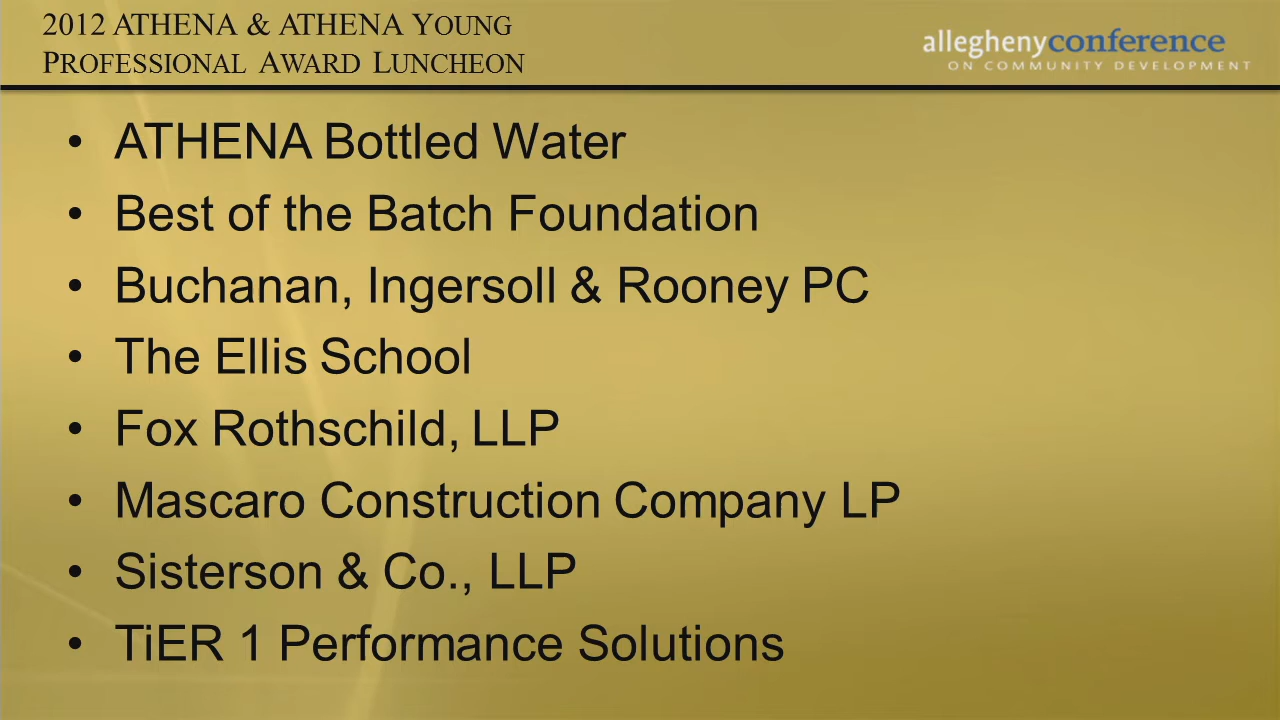 2012 ATHENA & ATHENA YOUNG
PROFESSIONAL AWARD LUNCHEON
alleghenyconference
ON COMMUNITY DEVELOPMENT
• ATHENA Bottled Water
• Best of the Batch Foundation
• Buchanan, Ingersoll & Rooney PC
• The Ellis School
• Fox Rothschild, LLP
• Mascaro Construction Company LP
• Sisterson & Co., LLP
• TiER 1 Performance Solutions